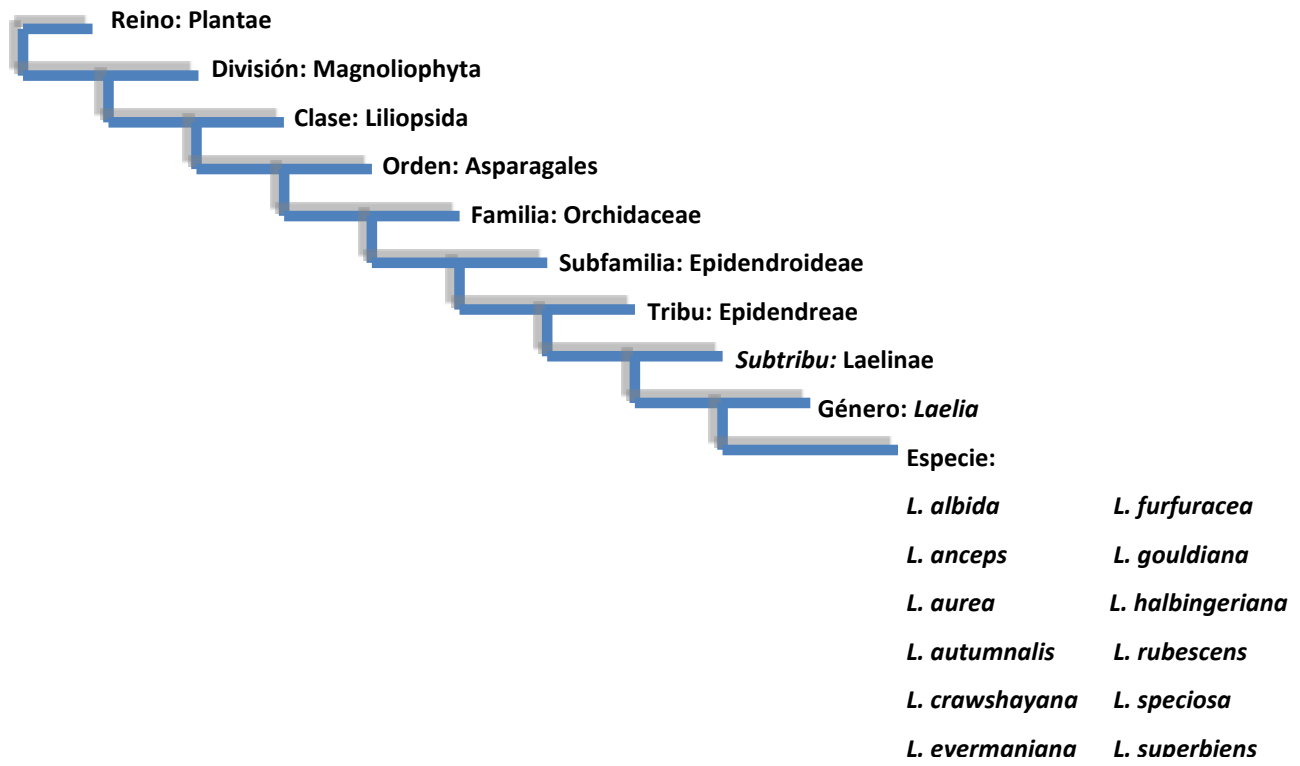 Reino: Plantae
División: Magnoliophyta
Clase: Liliopsida
Orden: Asparagales
Familia: Orchidaceae
Subfamilia: Epidendroideae
Tribu: Epidendreae
Subtribu: Laelinae
Género: Laelia
Especie:
L. albida L. furfuracea
L. anceps L. gouldiana
L. aurea L. halbingeriana
L. autumnalis L. rubescens
L. crawshayana L. speciosa
L. evermaniana L. superbiens